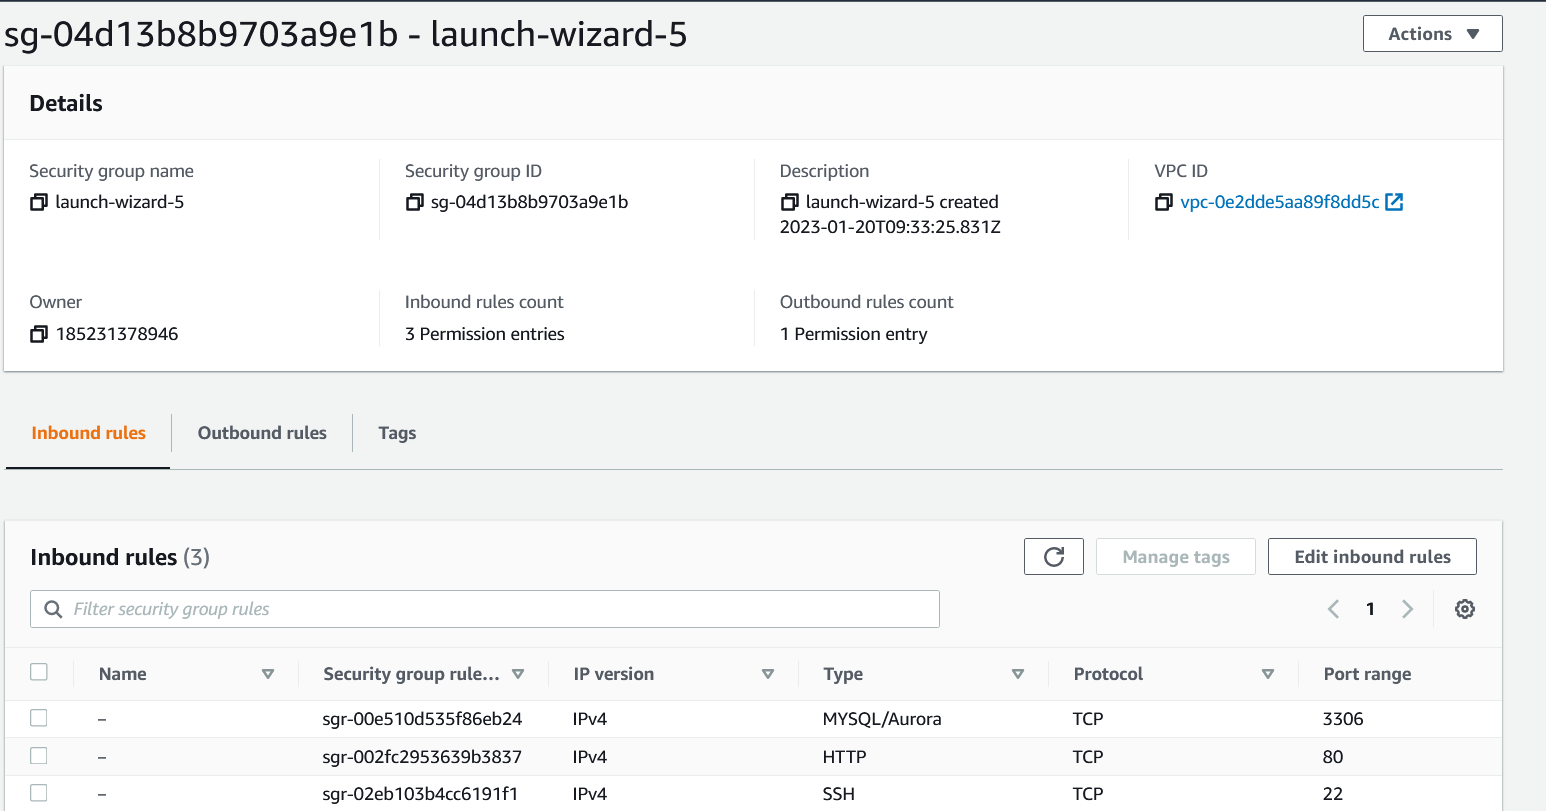 sg-04d13b8b9703a9e1b - launch-wizard-5
Actions
Details
Security group name
launch-wizard-5
Security group ID
sg-04d13b8b9703a9e1b
Description
launch-wizard-5 created
2023-01-20T09:33:25.831Z
VPC ID
vpc-0e2dde5aa89f8dd5c
Owner
185231378946
Inbound rules count
3 Permission entries
Outbound rules count
1 Permission entry
Inbound rules Outbound rules Tags
Inbound rules (3)
Manage tags
Edit inbound rules
Filter security group rules
1
Name Security group rule... IP version Type Protocol Port range
– sgr-00e510d535f86eb24 IPv4 MYSQL/Aurora TCP 3306
– sgr-002fc2953639b3837 IPv4 HTTP TCP 80
– sgr-02eb103b4cc6191f1 IPv4 SSH TCP 22